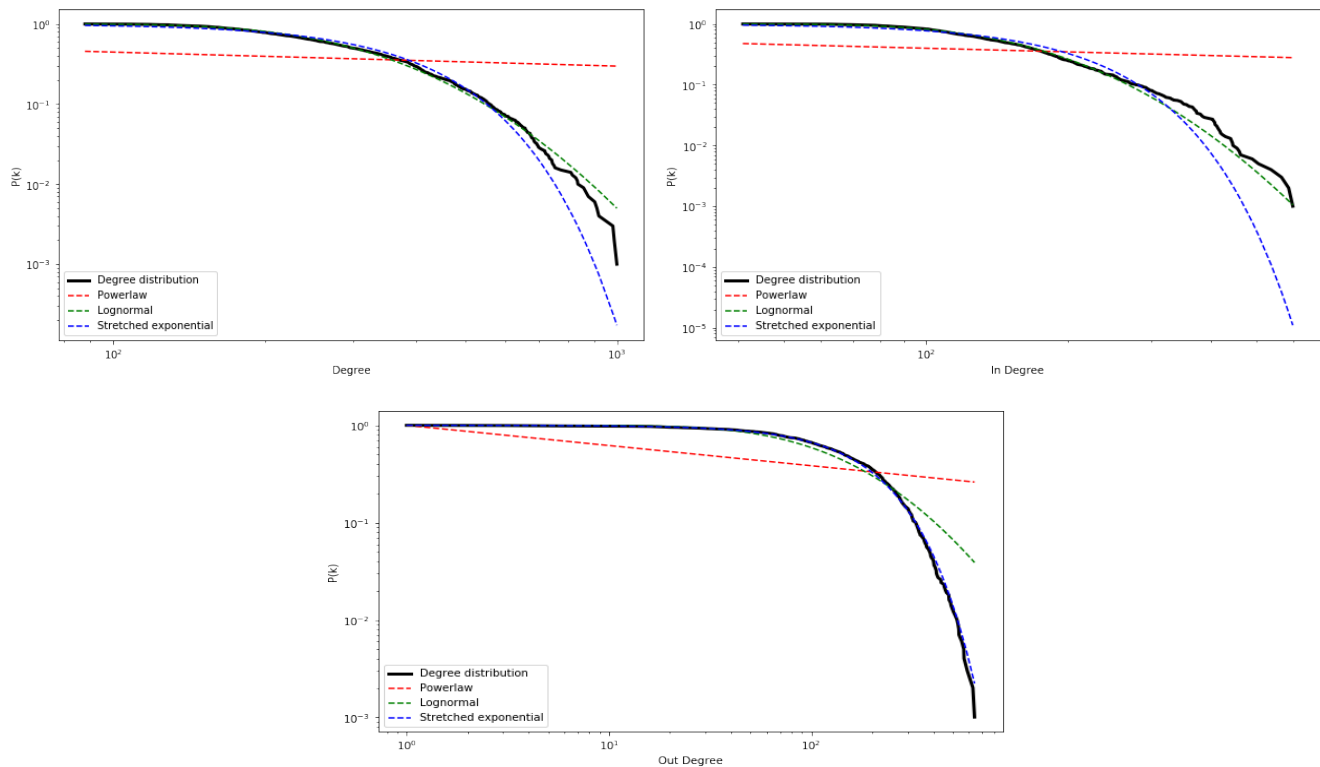 10⁰
10⁻¹
10⁻²
10⁻³
P(k)
10²
10³
Degree
Degree distribution
Powerlaw
Lognormal
Stretched exponential
10⁰
10⁻¹
10⁻²
10⁻³
10⁻⁴
10⁻⁵
P(k)
10²
In Degree
Degree distribution
Powerlaw
Lognormal
Stretched exponential
10⁰
10⁻¹
10⁻²
10⁻³
P(k)
10⁰
10¹
10²
Out Degree
Degree distribution
Powerlaw
Lognormal
Stretched exponential